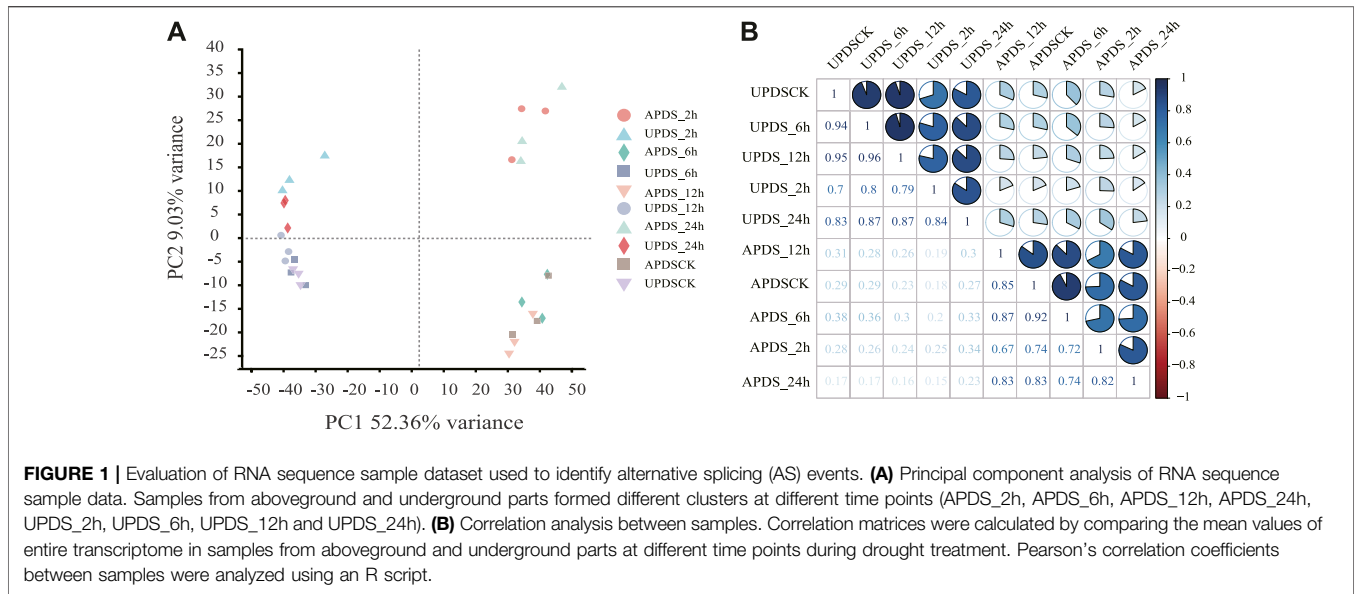 A
40
35
30
25
20
15
10
5
0
-5
-10
-15
-20
-25
PC2 9.03% variance
-50 -40 -30 -20 -10 0 10 20 30 40 50
PC1 52.36% variance
APDS_2h
UPDS_2h
APDS_6h
UPDS_6h
APDS_12h
UPDS_12h
APDS_24h
UPDS_24h
APDSCK
UPDSCK
B
UPDSCK UPDS_6h UPDS_12h UPDS_2h UPDS_24h APDS_12h APDSCK APDS_6h APDS_2h APDS_24h
UPDSCK 1
UPDS_6h 0.94 1
UPDS_12h 0.95 0.96 1
UPDS_2h 0.7 0.8 0.79 1
UPDS_24h 0.83 0.87 0.87 0.84 1
APDS_12h 0.31 0.28 0.26 0.19 0.3 1
APDSCK 0.29 0.29 0.23 0.18 0.27 0.85 1
APDS_6h 0.38 0.36 0.3 0.2 0.33 0.87 0.92 1
APDS_2h 0.28 0.26 0.24 0.25 0.34 0.67 0.74 0.72 1
APDS_24h 0.17 0.17 0.16 0.15 0.23 0.83 0.83 0.74 0.82 1
1
0.8
0.6
0.4
0.2
0
−0.2
−0.4
−0.6
−0.8
−1
FIGURE 1 | Evaluation of RNA sequence sample dataset used to identify alternative splicing (AS) events. (A) Principal component analysis of RNA sequence
sample data. Samples from aboveground and underground parts formed different clusters at different time points (APDS_2h, APDS_6h, APDS_12h, APDS_24h,
UPDS_2h, UPDS_6h, UPDS_12h and UPDS_24h). (B) Correlation analysis between samples. Correlation matrices were calculated by comparing the mean values of
entire transcriptome in samples from aboveground and underground parts at different time points during drought treatment. Pearson's correlation coefficients
between samples were analyzed using an R script.